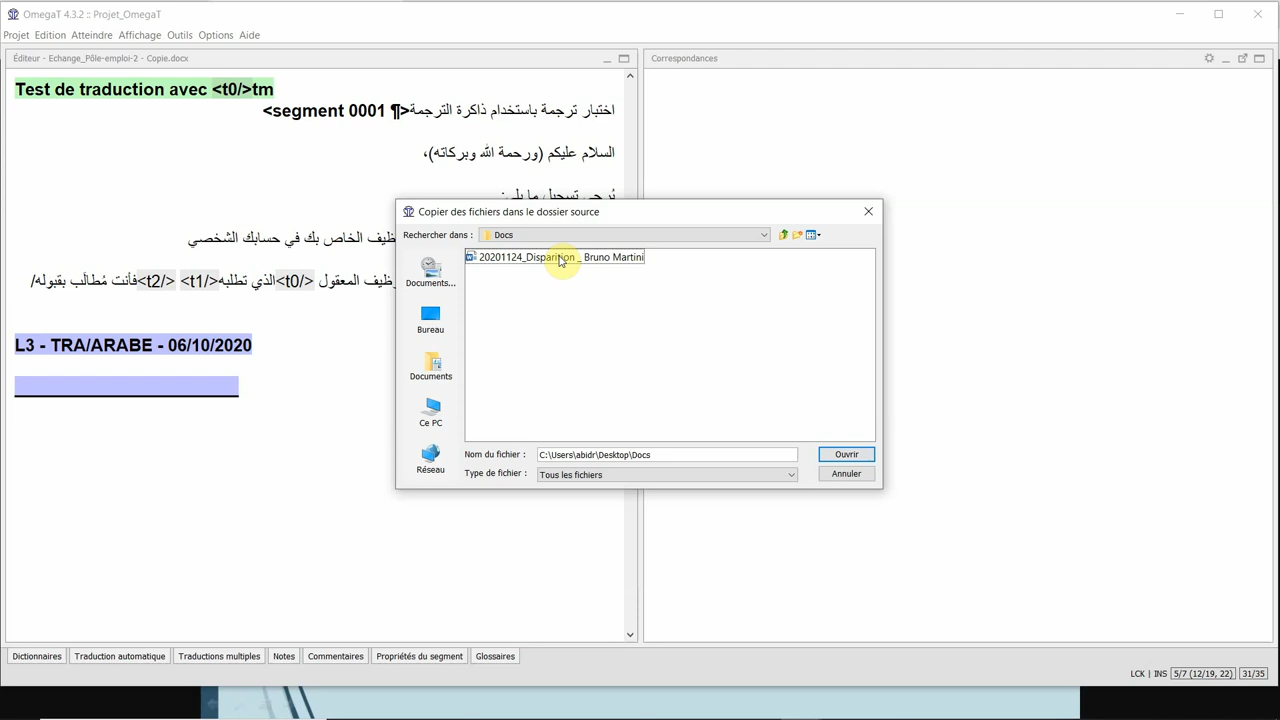 OmegaT 4.3.2 :: Projet_OmegaT
Projet Edition Atteindre Affichage Outils Options Aide
Éditeur - Echange_Pôle-emploi-2 - Copie.docx
Correspondances
Test de traduction avec <t0/>tm
اختبار ترجمة باستخدام ذاكرة الترجمة<segment 0001 ¶>
السلام عليكم (ورحمة الله وبركاته)،
يُرجى تسجيل ما يلي:
الخاص بك في حسابك الشخصي
المعقول <t0/>الذي تطلبه<t1/> <t2/>فأنت مُطالَب بقبوله/
L3 - TRA/ARABE - 06/10/2020
Copier des fichiers dans le dossier source
Rechercher dans : Docs
20201124_Disparition _ Bruno Martini
Documents...
Bureau
Documents
Ce PC
Réseau
Nom du fichier : C:\Users\abidr\Desktop\Docs
Ouvrir
Type de fichier : Tous les fichiers
Annuler
Dictionnaires Traduction automatique Traductions multiples Notes Commentaires Propriétés du segment Glossaires
LCK | INS 5/7 (12/19, 22) 31/35